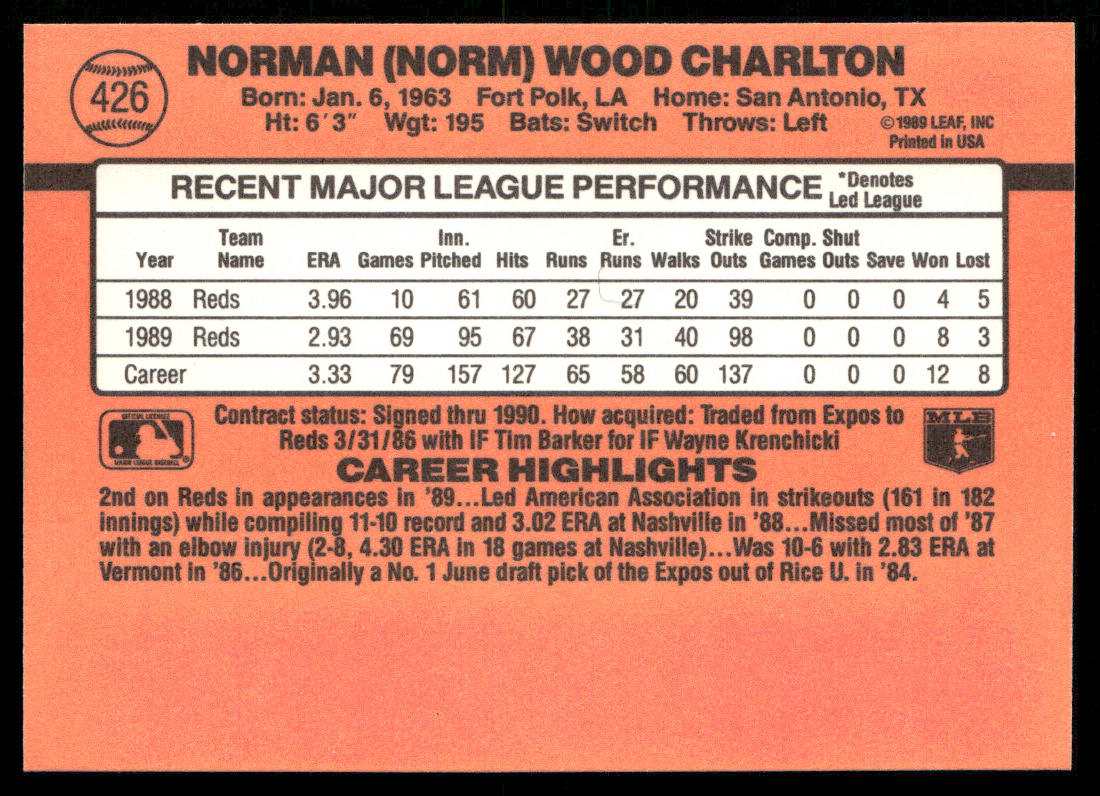 426
NORMAN (NORM) WOOD CHARLTON
Born: Jan. 6, 1963 Fort Polk, LA Home: San Antonio, TX
Ht: 6'3" Wgt: 195 Bats: Switch Throws: Left
©1989 LEAF, INC
Printed in USA
RECENT MAJOR LEAGUE PERFORMANCE *Denotes Led League
Year Team Name ERA Games Inn. Pitched Hits Runs Er. Runs Walks Strike Outs Comp. Games Shut Outs Save Won Lost
1988 Reds 3.96 10 61 60 27 27 20 39 0 0 0 4 5
1989 Reds 2.93 69 95 67 38 31 40 98 0 0 0 8 3
Career 3.33 79 157 127 65 58 60 137 0 0 0 12 8
OFFICIAL LICENSEE
MAJOR LEAGUE BASEBALL ®
Contract status: Signed thru 1990. How acquired: Traded from Expos to
Reds 3/31/86 with IF Tim Barker for IF Wayne Krenchicki
MLB
CAREER HIGHLIGHTS
2nd on Reds in appearances in '89...Led American Association in strikeouts (161 in 182
innings) while compiling 11-10 record and 3.02 ERA at Nashville in '88...Missed most of '87
with an elbow injury (2-8, 4.30 ERA in 18 games at Nashville)...Was 10-6 with 2.83 ERA at
Vermont in '86...Originally a No. 1 June draft pick of the Expos out of Rice U. in '84.